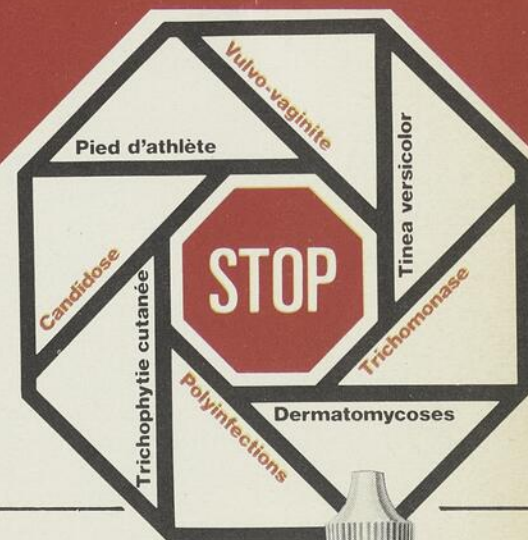 Vulvo-vaginite
Pied d'athlète
Tinea versicolor
Candidose
STOP
Trichomonase
Trichophytie cutanée
Polyinfections
Dermatomycoses